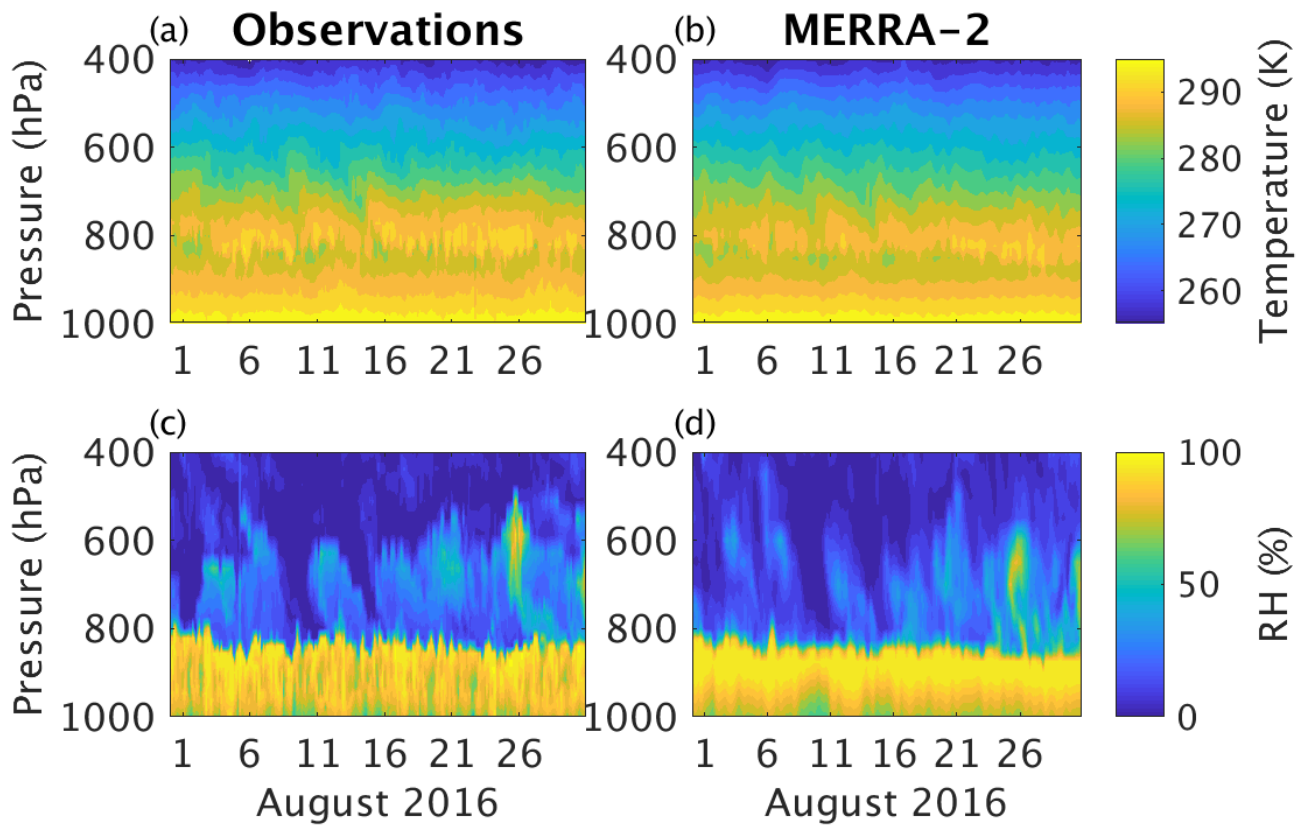 (a) Observations
(b) MERRA-2
Pressure (hPa)
400
600
800
1000
1 6 11 16 21 26
400
600
800
1000
1 6 11 16 21 26
290
280
270
260
Temperature (K)
(c)
(d)
Pressure (hPa)
400
600
800
1000
1 6 11 16 21 26
August 2016
400
600
800
1000
1 6 11 16 21 26
August 2016
100
50
0
RH (%)